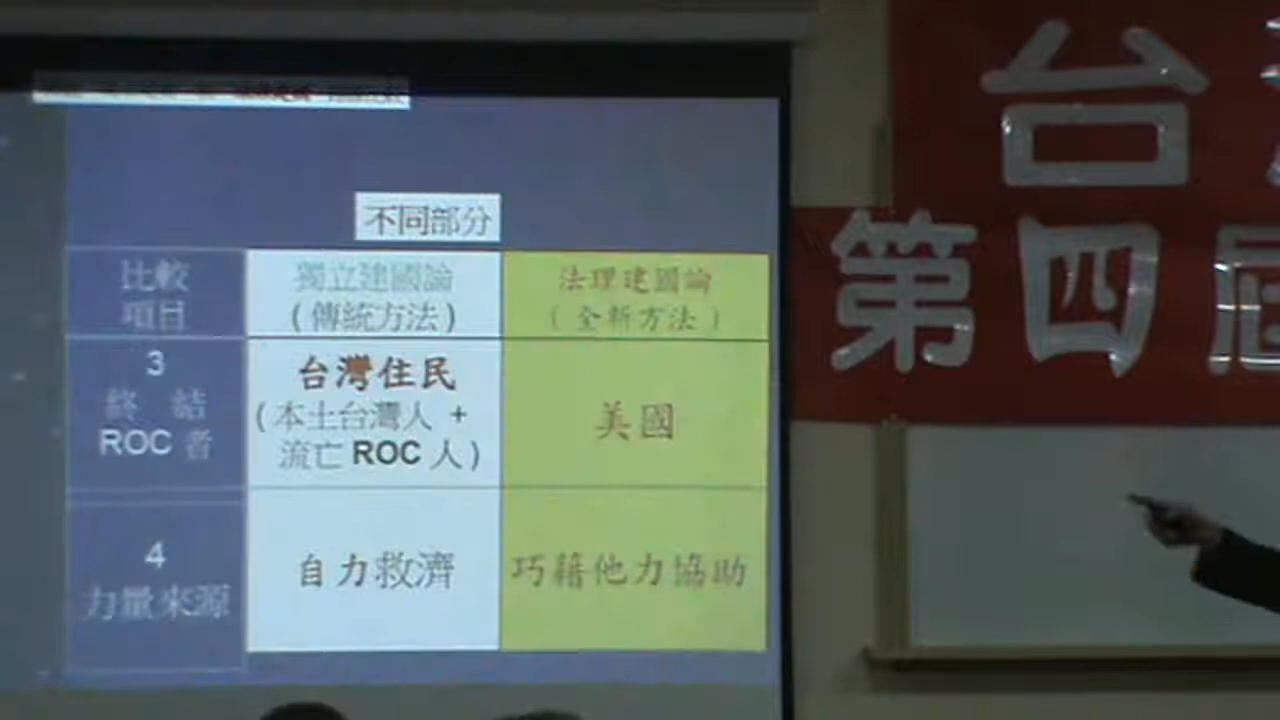 不同部分
比較
項目
獨立建國論
(傳統方法)
法理建國論
(全新方法)
3
終 結
ROC 者
台灣住民
(本土台灣人 +
流亡 ROC 人)
美國
4
力量來源
自力救濟
巧藉他力協助
台
第四屆